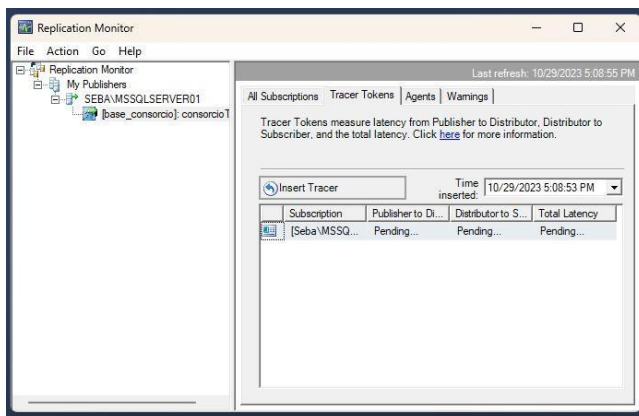 Replication Monitor
File Action Go Help
Replication Monitor
My Publishers
SEBA\MSSQLSERVER01
[base_consorcio]: consorcioT
Last refresh: 10/29/2023 5:08:55 PM
All Subscriptions Tracer Tokens Agents Warnings
Tracer Tokens measure latency from Publisher to Distributor, Distributor to
Subscriber, and the total latency. Click here for more information.
Insert Tracer
Time
inserted: 10/29/2023 5:08:53 PM
Subscription Publisher to Di... Distributor to S... Total Latency
[Seba\MSSQ... Pending... Pending... Pending...